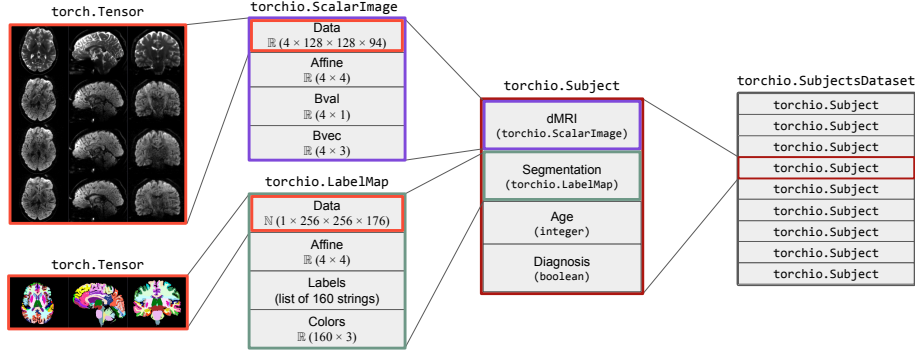 torch.Tensor
torchio.ScalarImage
Data
ℝ (4 × 128 × 128 × 94)
Affine
ℝ (4 × 4)
Bval
ℝ (4 × 1)
Bvec
ℝ (4 × 3)
torch.Tensor
torchio.LabelMap
Data
ℕ (1 × 256 × 256 × 176)
Affine
ℝ (4 × 4)
Labels
(list of 160 strings)
Colors
ℝ (160 × 3)
torchio.Subject
dMRI
(torchio.ScalarImage)
Segmentation
(torchio.LabelMap)
Age
(integer)
Diagnosis
(boolean)
torchio.SubjectsDataset
torchio.Subject
torchio.Subject
torchio.Subject
torchio.Subject
torchio.Subject
torchio.Subject
torchio.Subject
torchio.Subject
torchio.Subject